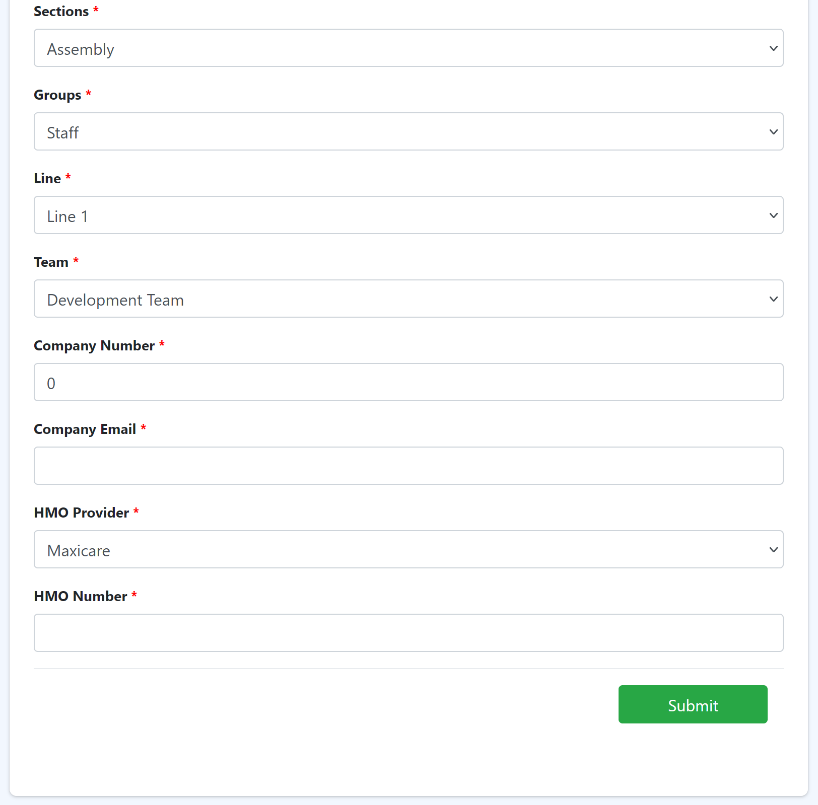 Sections *
Assembly
Groups *
Staff
Line *
Line 1
Team *
Development Team
Company Number *
0
Company Email *
HMO Provider *
Maxicare
HMO Number *
Submit